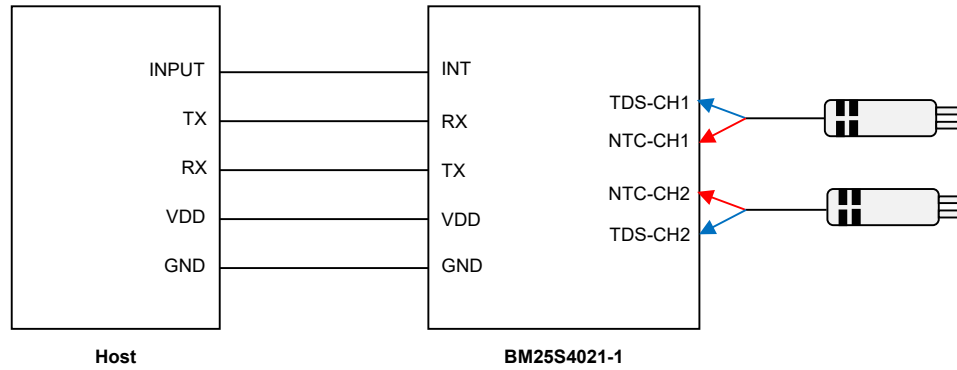 INPUT
TX
RX
VDD
GND
INT
RX
TX
VDD
GND
TDS-CH1
NTC-CH1
NTC-CH2
TDS-CH2
Host
BM25S4021-1